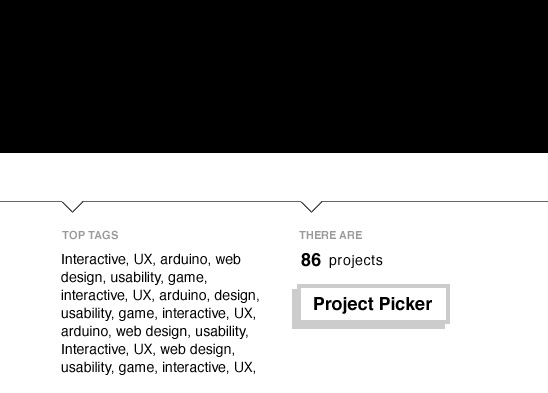 TOP TAGS
Interactive, UX, arduino, web
design, usability, game,
interactive, UX, arduino, design,
usability, game, interactive, UX,
arduino, web design, usability,
Interactive, UX, web design,
usability, game, interactive, UX,
THERE ARE
86 projects
Project Picker